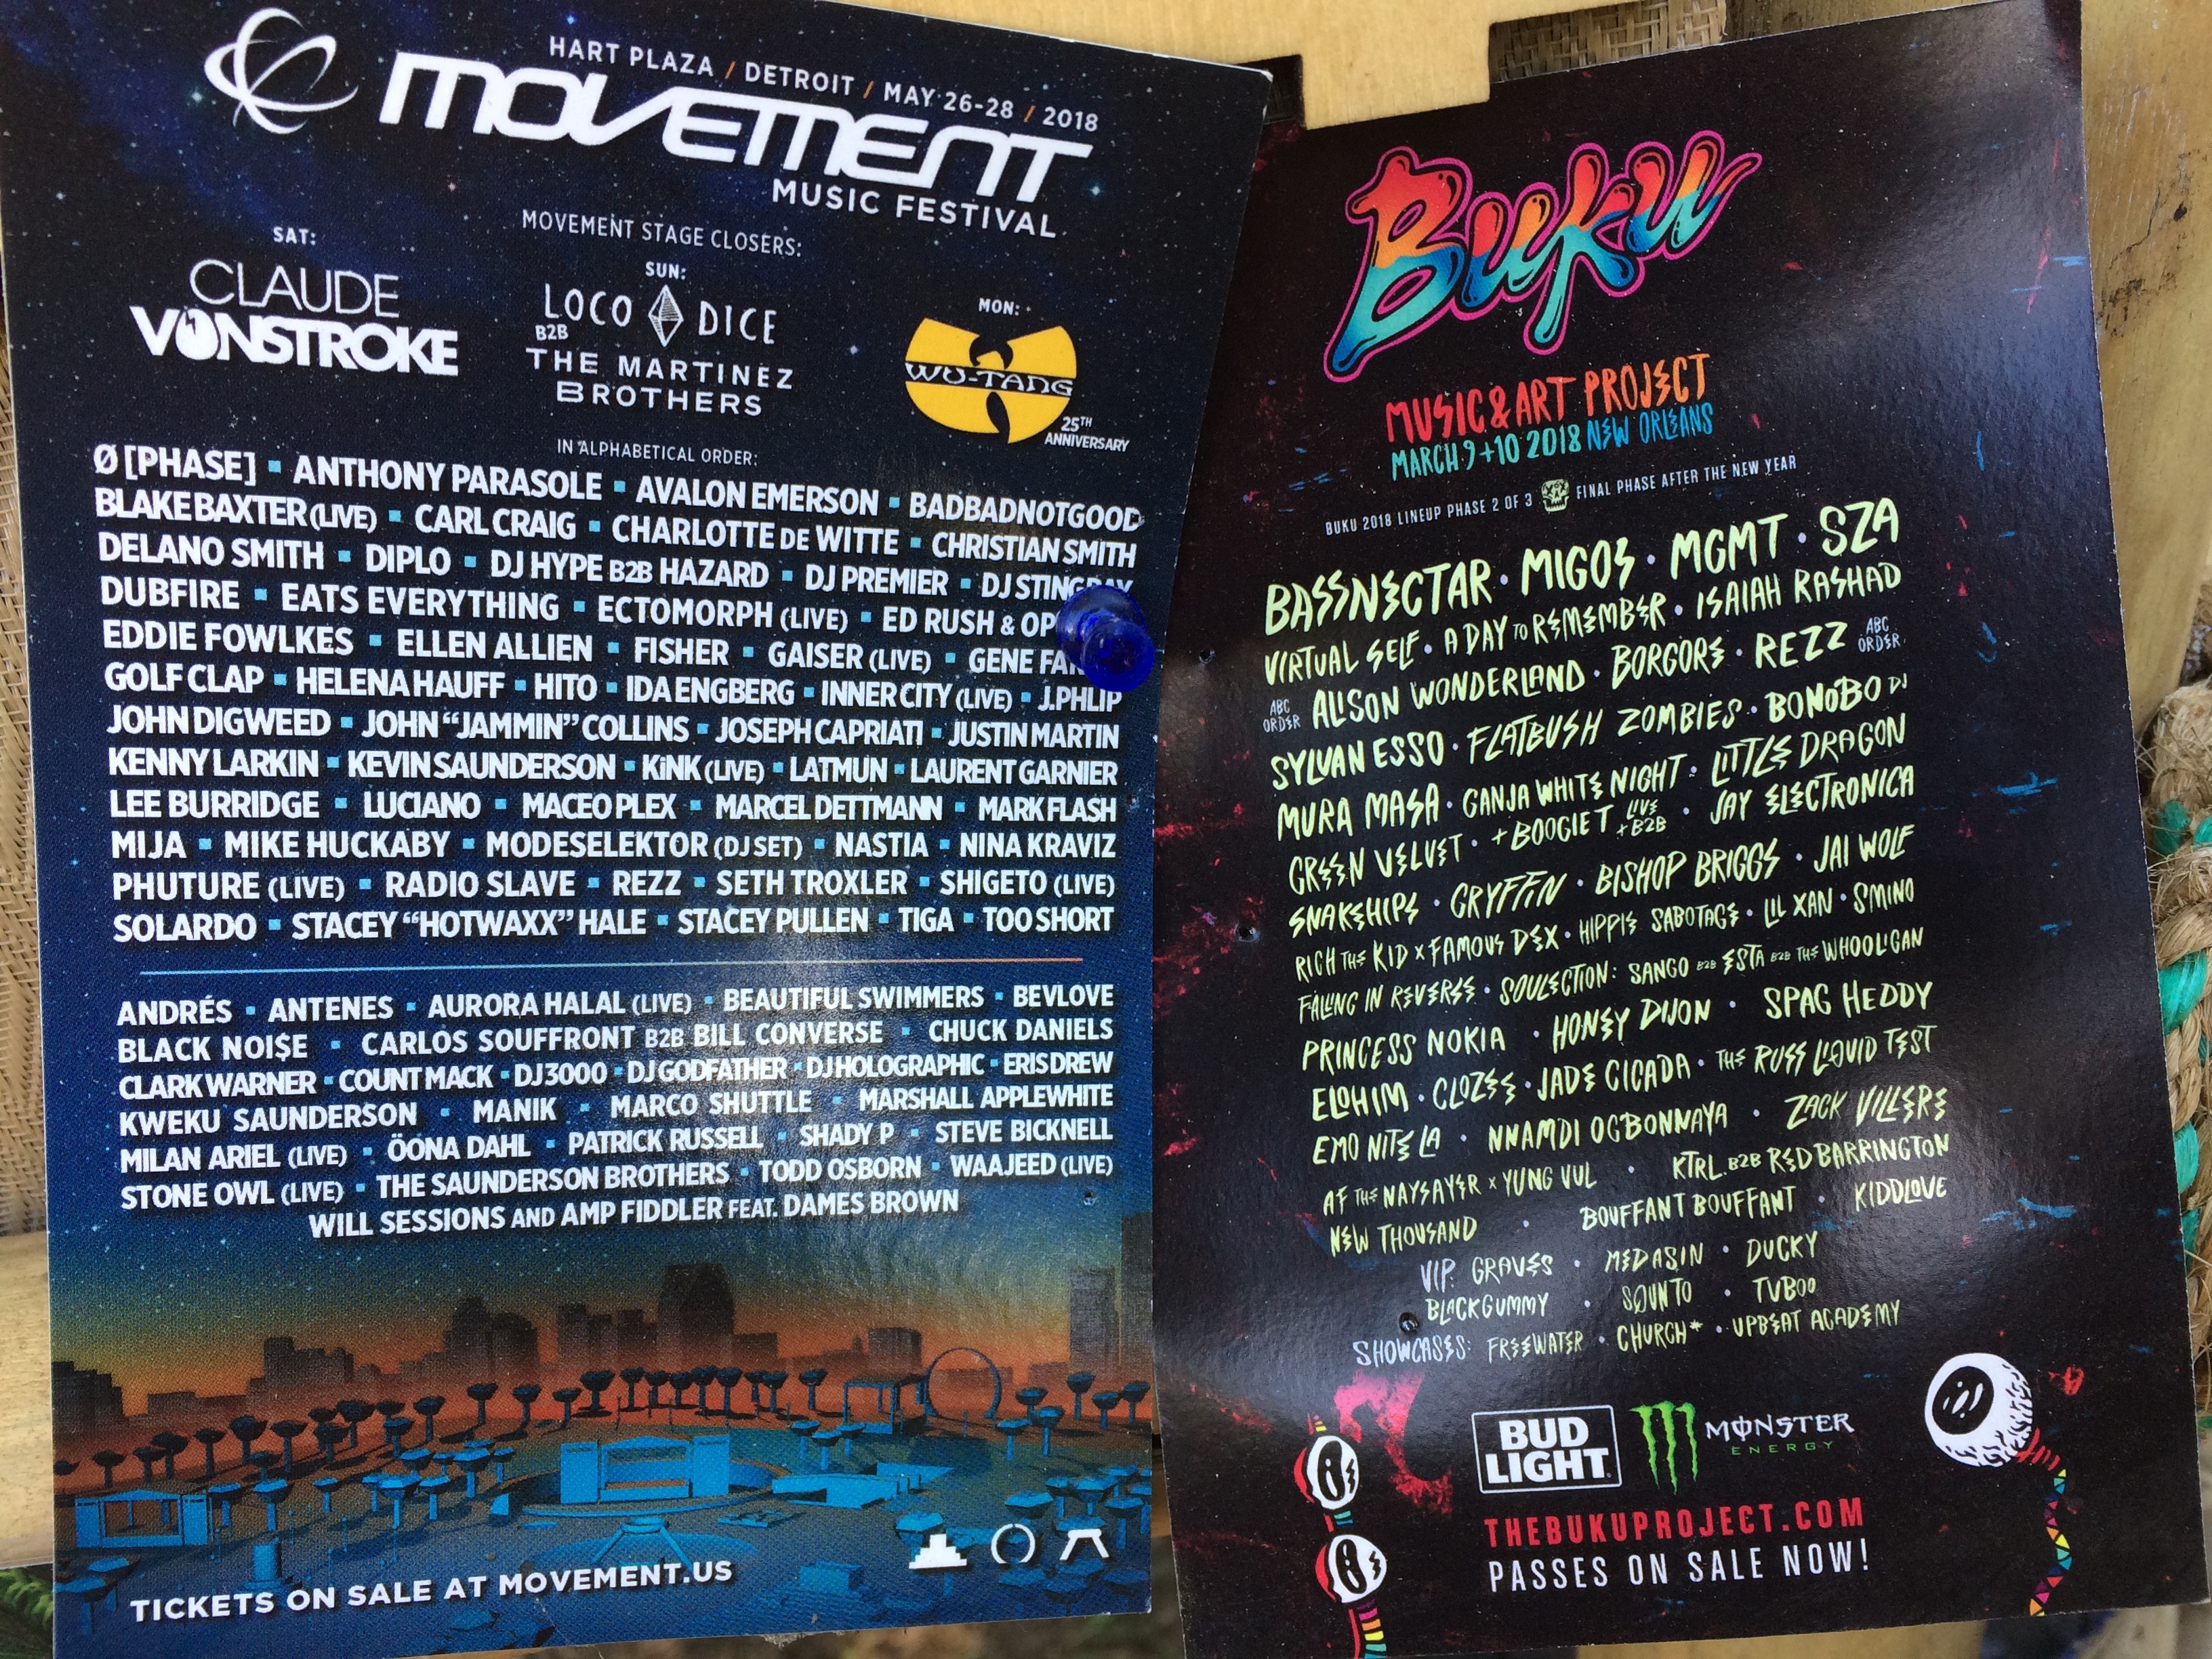 HART PLAZA / DETROIT / MAY 26-28 / 2018
MOVEMENT
MUSIC FESTIVAL
MOVEMENT STAGE CLOSERS:
SAT:
CLAUDE
VONSTROKE
SUN:
LOCO DICE
B2B
THE MARTINEZ
BROTHERS
MON:
WU-TANG
25TH
ANNIVERSARY
IN ALPHABETICAL ORDER:
Ø [PHASE] ▪ ANTHONY PARASOLE ▪ AVALON EMERSON ▪ BADBADNOTGOOD
BLAKE BAXTER (LIVE) ▪ CARL CRAIG ▪ CHARLOTTE DE WITTE ▪ CHRISTIAN SMITH
DELANO SMITH ▪ DIPLO ▪ DJ HYPE B2B HAZARD ▪ DJ PREMIER ▪ DJ STINGRAY
DUBFIRE ▪ EATS EVERYTHING ▪ ECTOMORPH (LIVE) ▪ ED RUSH & OP
EDDIE FOWLKES ▪ ELLEN ALLIEN ▪ FISHER ▪ GAISER (LIVE) ▪ GENE FA
GOLF CLAP ▪ HELENA HAUFF ▪ HITO ▪ IDA ENGBERG ▪ INNER CITY (LIVE) ▪ J.PHLIP
JOHN DIGWEED ▪ JOHN “JAMMIN” COLLINS ▪ JOSEPH CAPRIATI ▪ JUSTIN MARTIN
KENNY LARKIN ▪ KEVIN SAUNDERSON ▪ KiNK (LIVE) ▪ LATMUN ▪ LAURENT GARNIER
LEE BURRIDGE ▪ LUCIANO ▪ MACEO PLEX ▪ MARCEL DETTMANN ▪ MARK FLASH
MIJA ▪ MIKE HUCKABY ▪ MODESELEKTOR (DJ SET) ▪ NASTIA ▪ NINA KRAVIZ
PHUTURE (LIVE) ▪ RADIO SLAVE ▪ REZZ ▪ SETH TROXLER ▪ SHIGETO (LIVE)
SOLARDO ▪ STACEY “HOTWAXX” HALE ▪ STACEY PULLEN ▪ TIGA ▪ TOO SHORT
ANDRÉS ▪ ANTENES ▪ AURORA HALAL (LIVE) ▪ BEAUTIFUL SWIMMERS ▪ BEVLOVE
BLACK NOI$E ▪ CARLOS SOUFFRONT B2B BILL CONVERSE ▪ CHUCK DANIELS
CLARK WARNER ▪ COUNT MACK ▪ DJ 3000 ▪ DJ GODFATHER ▪ DJ HOLOGRAPHIC ▪ ERIS DREW
KWEKU SAUNDERSON ▪ MANIK ▪ MARCO SHUTTLE ▪ MARSHALL APPLEWHITE
MILAN ARIEL (LIVE) ▪ ÖÖNA DAHL ▪ PATRICK RUSSELL ▪ SHADY P ▪ STEVE BICKNELL
STONE OWL (LIVE) ▪ THE SAUNDERSON BROTHERS ▪ TODD OSBORN ▪ WAAJEED (LIVE)
WILL SESSIONS AND AMP FIDDLER FEAT. DAMES BROWN
TICKETS ON SALE AT MOVEMENT.US
BUKU
MUSIC & ART PROJECT
MARCH 9+10 2018 NEW ORLEANS
BUKU 2018 LINEUP PHASE 2 OF 3 FINAL PHASE AFTER THE NEW YEAR
BASSNECTAR • MIGOS • MGMT • SZA
VIRTUAL SELF • A DAY TO REMEMBER • ISAIAH RASHAD
ABC ORDER ALISON WONDERLAND • BORGORE • REZZ ABC ORDER
SYLVAN ESSO • FLATBUSH ZOMBIES • BONOBO DJ
MURA MASA • GANJA WHITE NIGHT • LITTLE DRAGON
GREEN VELVET • + BOOGIE T LIVE + B2B • JAY ELECTRONICA
SNAKEHIPS • GRYFFIN • BISHOP BRIGGS • JAI WOLF
RICH THE KID X FAMOUS DEX • HIPPIE SABOTAGE • LIL XAN • SMINO
FALLING IN REVERSE • SOULECTION: SANGO B2B ESTA B2B THE WHOOLIGAN
PRINCESS NOKIA • HONEY DIJON • SPAG HEDDY
ELOHIM • CLOZEE • JADE CICADA • THE RUSS LIQUID TEST
EMO NITE LA • NNAMDI OGBONNAYA • ZACK VILLERE
AF THE NAYSAYER X YUNG VUL • KTRL B2B RED BARRINGTON
NEW THOUSAND • BOUFFANT BOUFFANT • KIDDLOVE
VIP: GRAVES • MEDASIN • DUCKY
BLACKGUMMY • SQUNTO • TVBOO
SHOWCASES: FREEWATER • CHURCH* • UPBEAT ACADEMY
BUD
LIGHT
MONSTER
ENERGY
THEBUKUPROJECT.COM
PASSES ON SALE NOW!